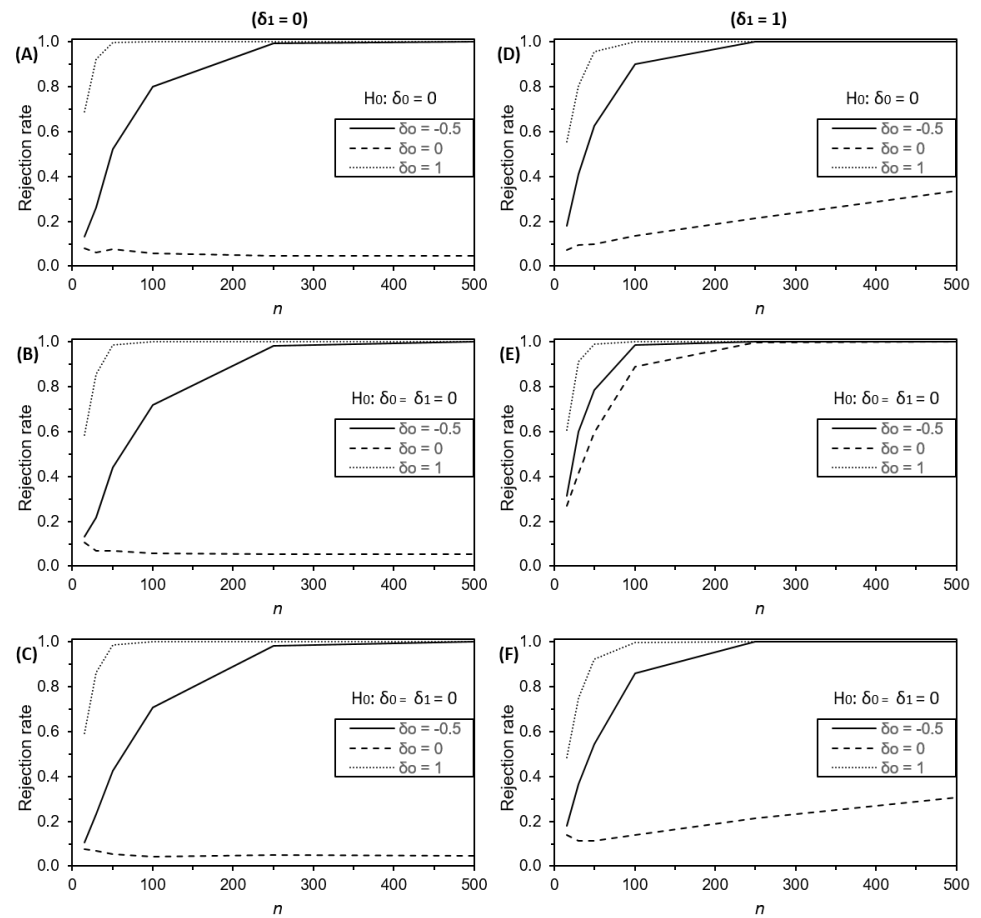 (δ1 = 0)
(δ1 = 1)
(A)
1.0
0.8
0.6
0.4
0.2
0.0
Rejection rate
H0: δ0 = 0
δo = -0.5
δo = 0
δo = 1
0 100 200 300 400 500
n
(D)
1.0
0.8
0.6
0.4
0.2
0.0
Rejection rate
H0: δ0 = 0
δo = -0.5
δo = 0
δo = 1
0 100 200 300 400 500
n
(B)
1.0
0.8
0.6
0.4
0.2
0.0
Rejection rate
H0: δ0 = δ1 = 0
δo = -0.5
δo = 0
δo = 1
0 100 200 300 400 500
n
(E)
1.0
0.8
0.6
0.4
0.2
0.0
Rejection rate
H0: δ0 = δ1 = 0
δo = -0.5
δo = 0
δo = 1
0 100 200 300 400 500
n
(C)
1.0
0.8
0.6
0.4
0.2
0.0
Rejection rate
H0: δ0 = δ1 = 0
δo = -0.5
δo = 0
δo = 1
0 100 200 300 400 500
n
(F)
1.0
0.8
0.6
0.4
0.2
0.0
Rejection rate
H0: δ0 = δ1 = 0
δo = -0.5
δo = 0
δo = 1
0 100 200 300 400 500
n